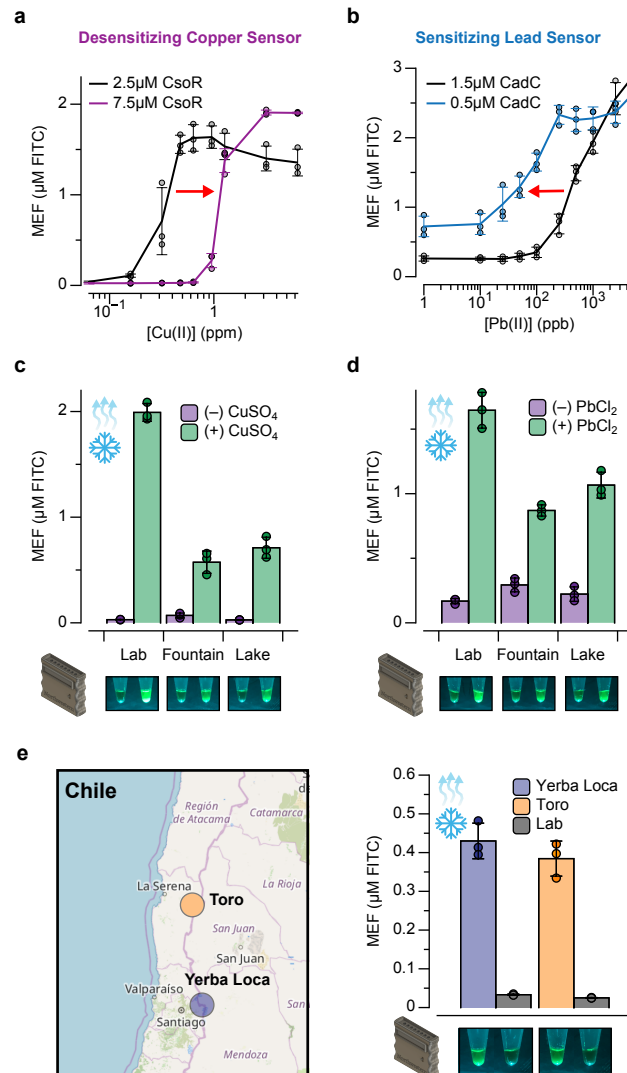 a
Desensitizing Copper Sensor
2.5µM CsoR
7.5µM CsoR
MEF (µM FITC)
2
1
0
10⁻¹
1
[Cu(II)] (ppm)
b
Sensitizing Lead Sensor
1.5µM CadC
0.5µM CadC
MEF (µM FITC)
3
2
1
0
1
10¹
10²
10³
[Pb(II)] (ppb)
c
(–) CuSO₄
(+) CuSO₄
MEF (µM FITC)
2
1
0
Lab Fountain Lake
d
(–) PbCl₂
(+) PbCl₂
MEF (µM FITC)
1
0
Lab Fountain Lake
e
Chile
Región
de Atacama
Catamarca
La Serena
La Rioja
Toro
San Juan
San Juan
Yerba Loca
Valparaíso
Santiago
San
Mendoza
Yerba Loca
Toro
Lab
MEF (µM FITC)
0.6
0.5
0.4
0.3
0.2
0.1
0